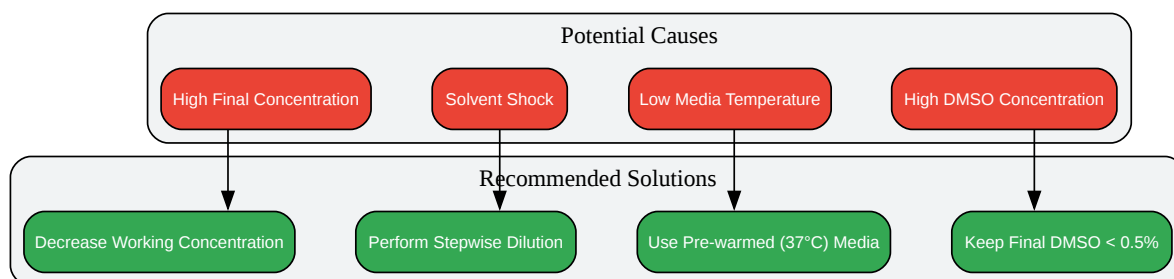 Potential Causes
High Final Concentration
Solvent Shock
Low Media Temperature
High DMSO Concentration
Recommended Solutions
Decrease Working Concentration
Perform Stepwise Dilution
Use Pre-warmed (37°C) Media
Keep Final DMSO < 0.5%